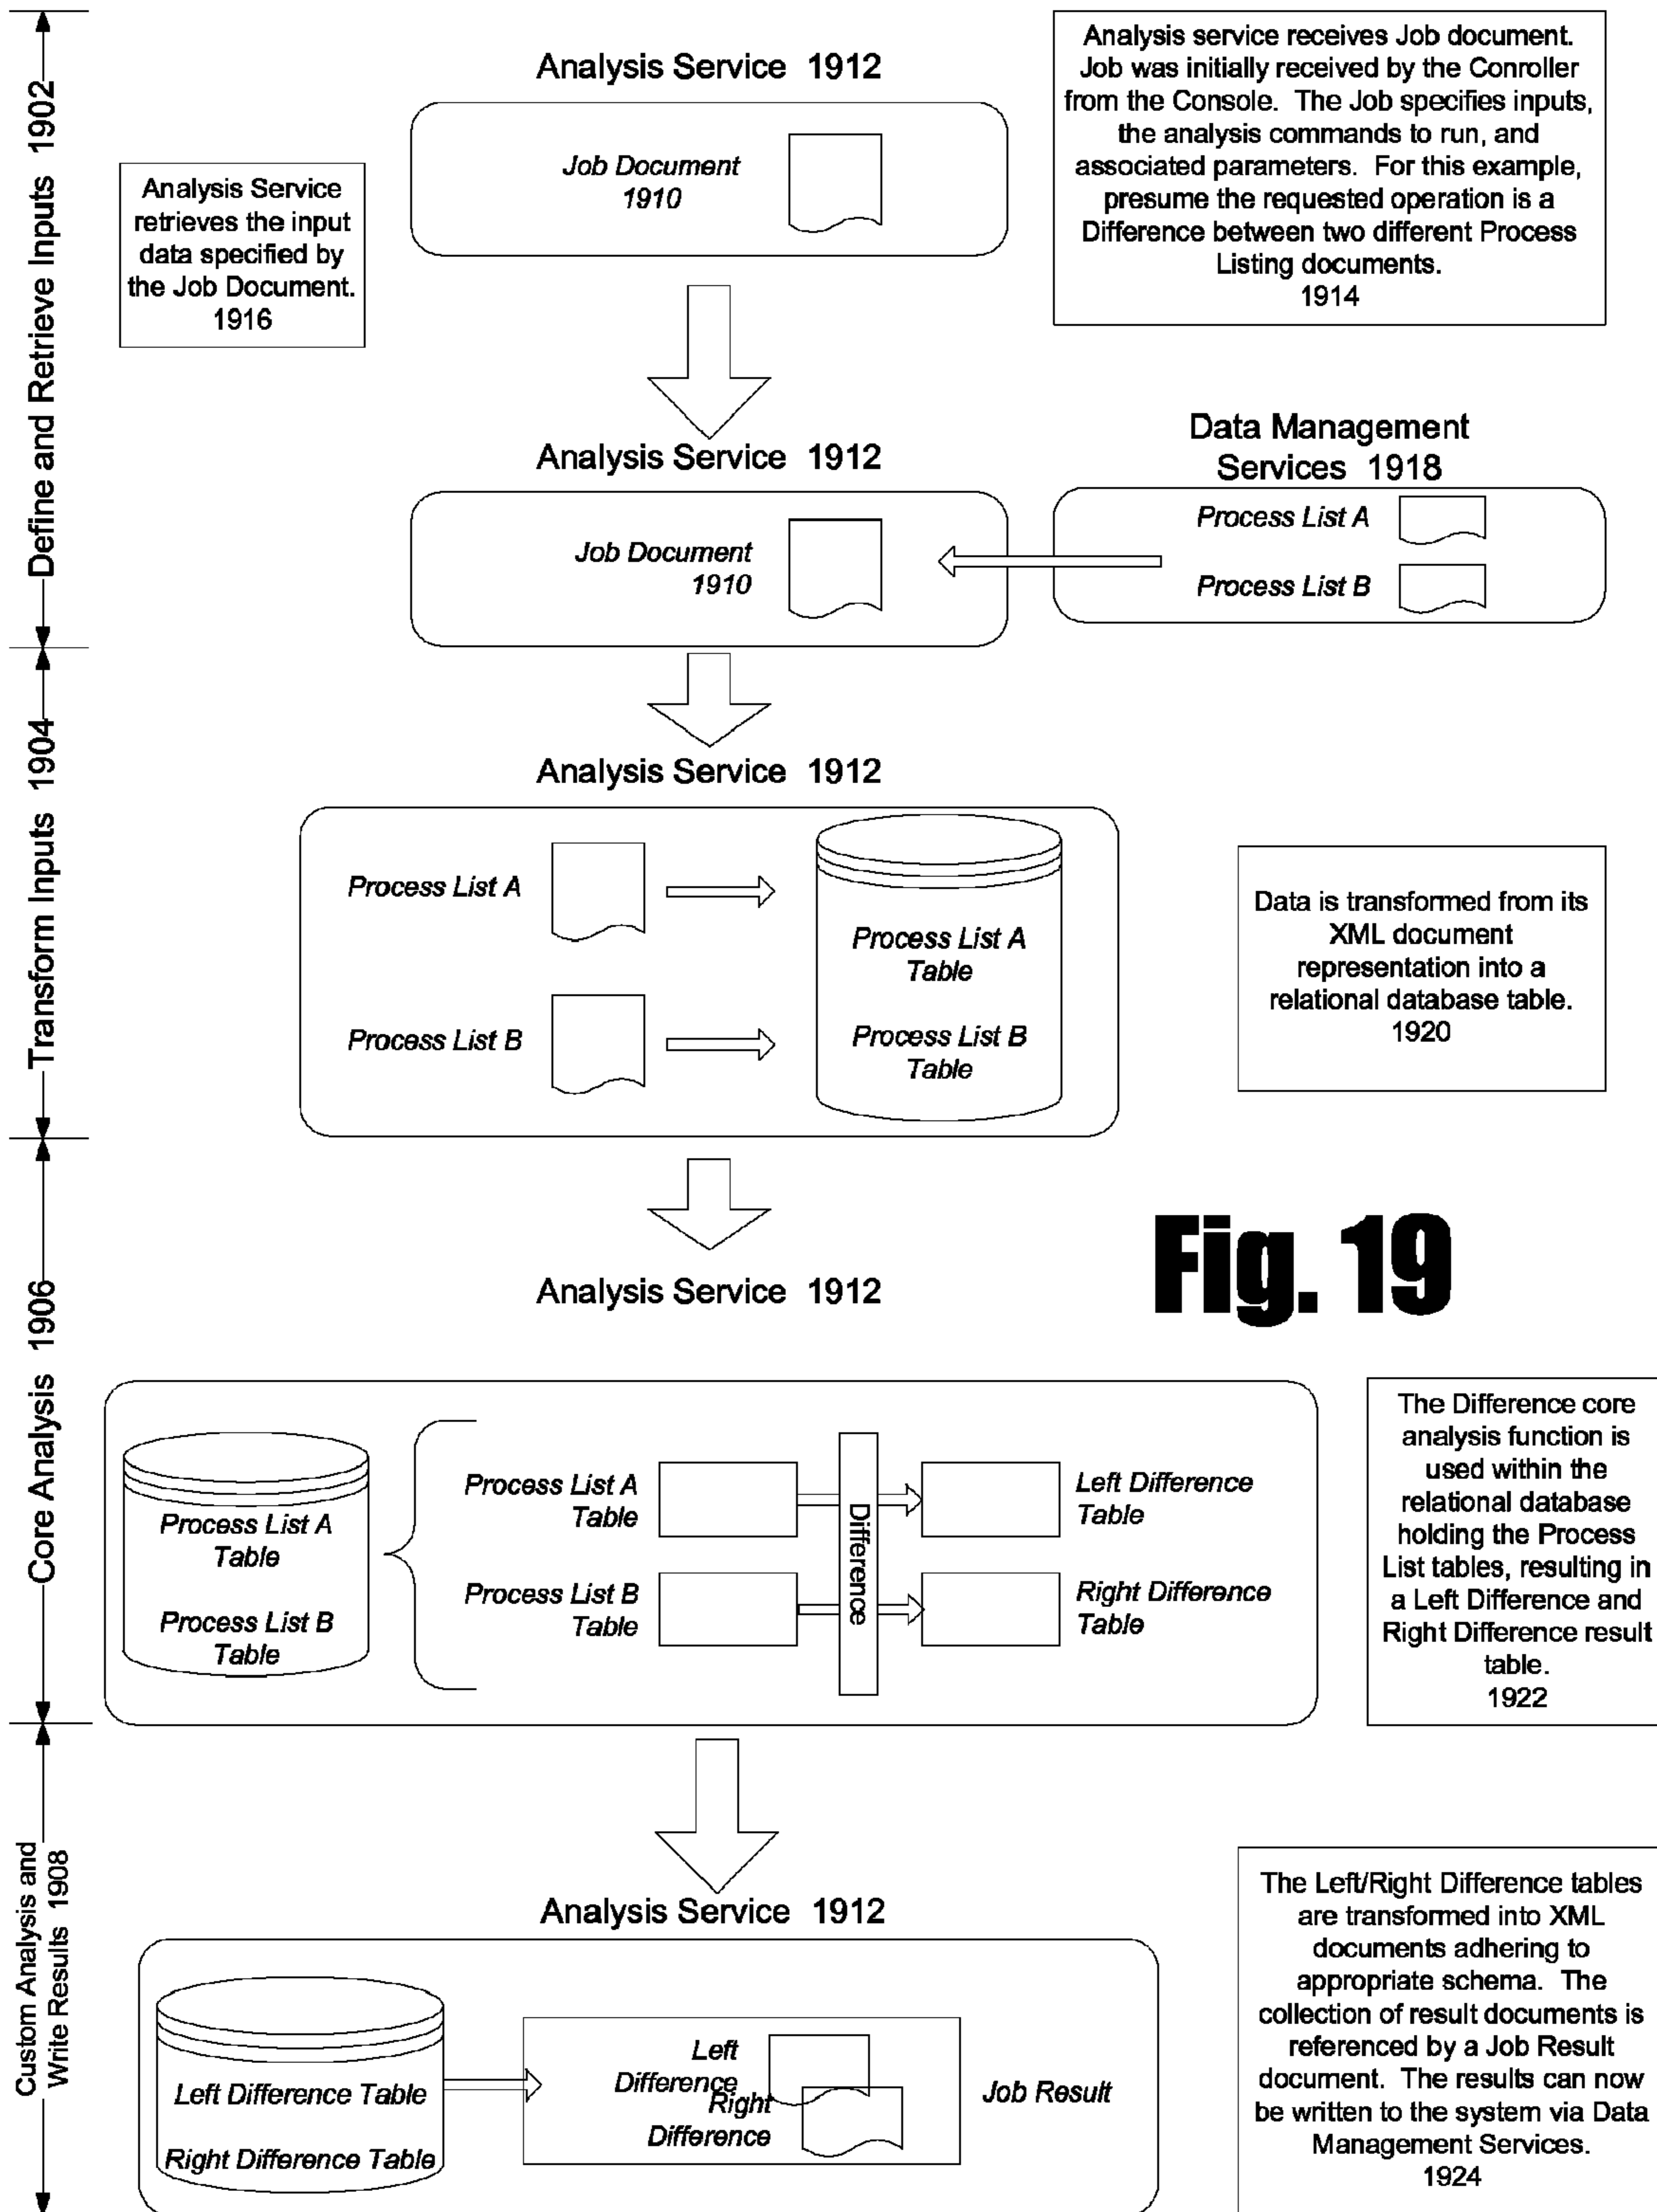 Define and Retrieve Inputs 1902
Analysis Service 1912
Job Document
1910
Analysis service receives Job document.
Job was initially received by the Conroller
from the Console. The Job specifies inputs,
the analysis commands to run, and
associated parameters. For this example,
presume the requested operation is a
Difference between two different Process
Listing documents.
1914
Analysis Service
retrieves the input
data specified by
the Job Document.
1916
Analysis Service 1912
Job Document
1910
Data Management
Services 1918
Process List A
Process List B
Transform Inputs 1904
Analysis Service 1912
Process List A
Process List B
Process List A
Table
Process List B
Table
Data is transformed from its
XML document
representation into a
relational database table.
1920
Fig. 19
Core Analysis 1906
Analysis Service 1912
Process List A
Table
Process List B
Table
Process List A
Table
Process List B
Table
Difference
Left Difference
Table
Right Difference
Table
The Difference core
analysis function is
used within the
relational database
holding the Process
List tables, resulting in
a Left Difference and
Right Difference result
table.
1922
Custom Analysis and
Write Results 1908
Analysis Service 1912
Left Difference Table
Right Difference Table
Left
Difference
Right
Difference
Job Result
The Left/Right Difference tables
are transformed into XML
documents adhering to
appropriate schema. The
collection of result documents is
referenced by a Job Result
document. The results can now
be written to the system via Data
Management Services.
1924